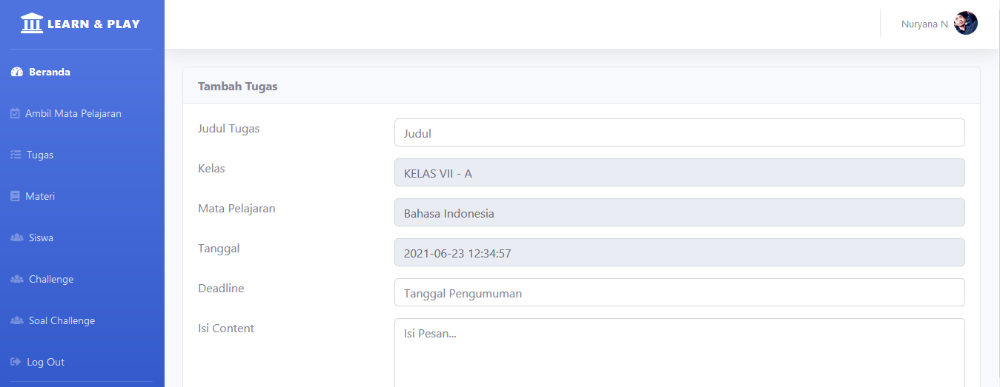 LEARN & PLAY
Nuryana N
Beranda
Ambil Mata Pelajaran
Tugas
Materi
Siswa
Challenge
Soal Challenge
Log Out
Tambah Tugas
Judul Tugas
Judul
Kelas
KELAS VII - A
Mata Pelajaran
Bahasa Indonesia
Tanggal
2021-06-23 12:34:57
Deadline
Tanggal Pengumuman
Isi Content
Isi Pesan...